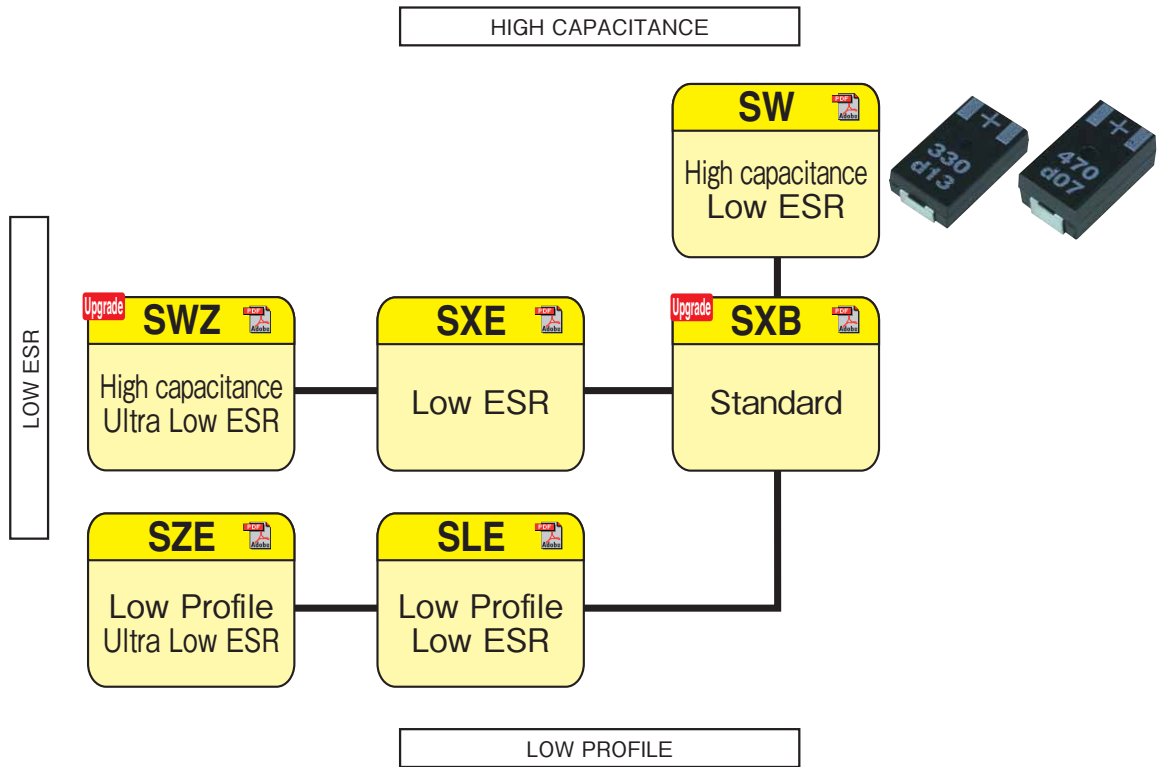 HIGH CAPACITANCE
SW
PDF
Adobe
High capacitance
Low ESR
+
330
d13
+
470
d07
LOW ESR
Upgrade
SWZ
PDF
Adobe
High capacitance
Ultra Low ESR
SXE
PDF
Adobe
Low ESR
Upgrade
SXB
PDF
Adobe
Standard
SZE
PDF
Adobe
Low Profile
Ultra Low ESR
SLE
PDF
Adobe
Low Profile
Low ESR
LOW PROFILE